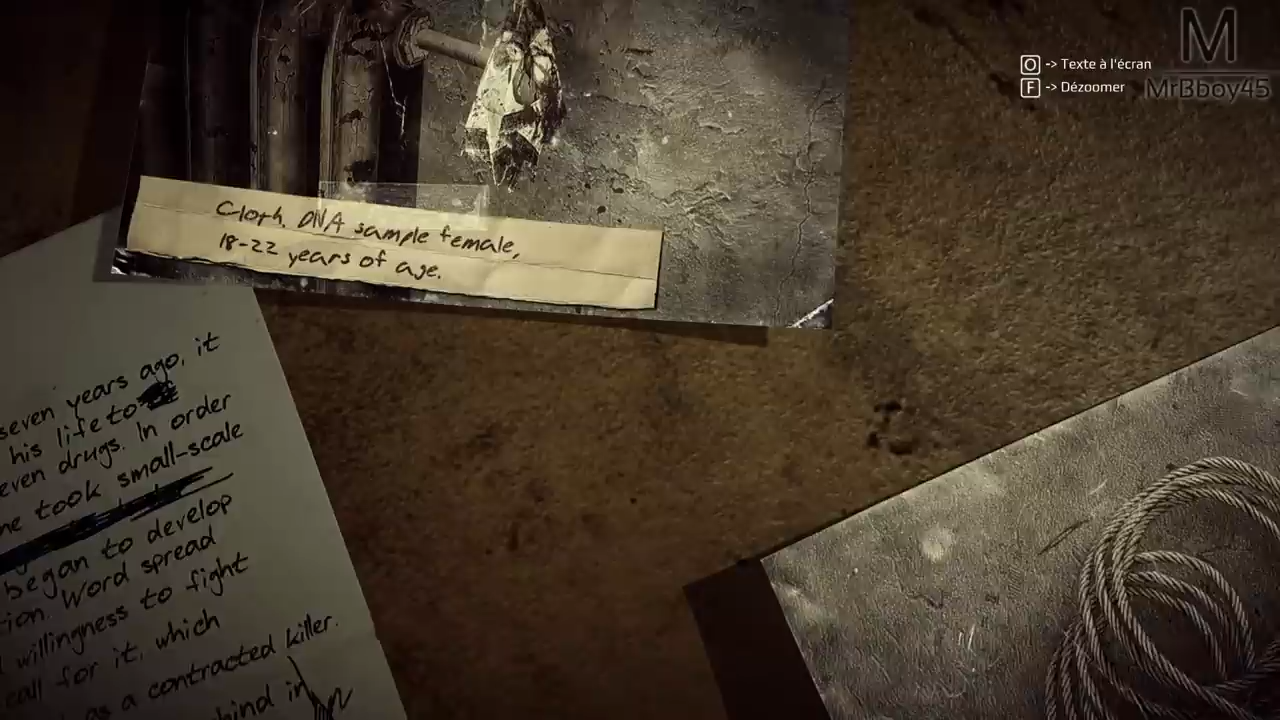 M
MrBboy45
O -> Texte à l'écran
F -> Dézoomer
Cloth. DNA sample female,
18-22 years of age.
seven years ago, it
his life to
even drugs. In order
took small-scale
began to develop
Word spread
willingness to fight
call for it, which
as a contracted killer.
in